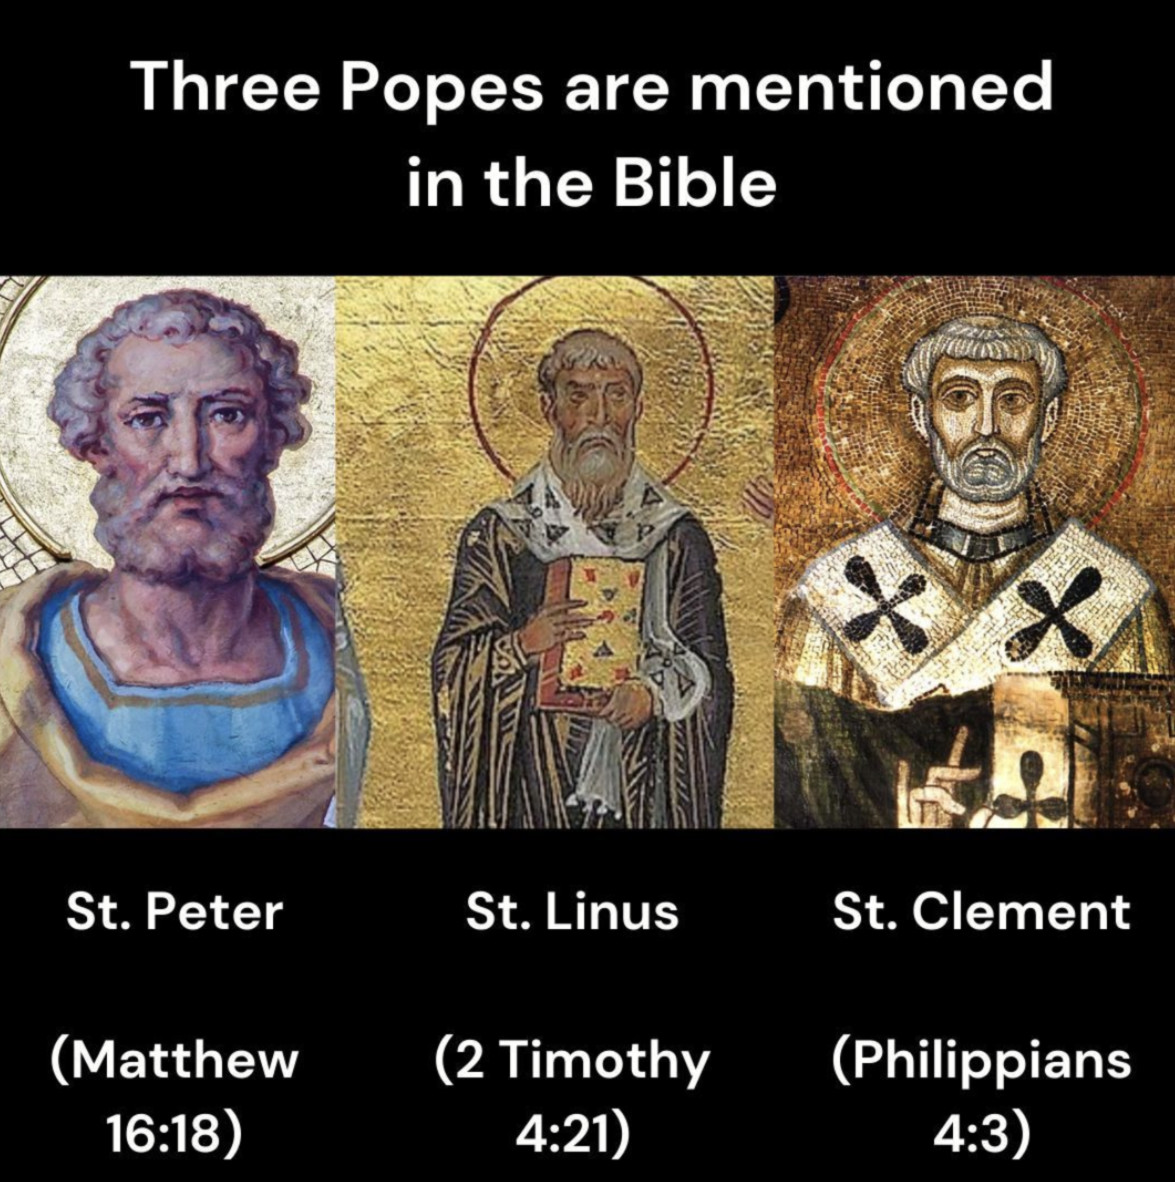 Three Popes are mentioned
in the Bible
St. Peter
(Matthew
16:18)
St. Linus
(2 Timothy
4:21)
St. Clement
(Philippians
4:3)